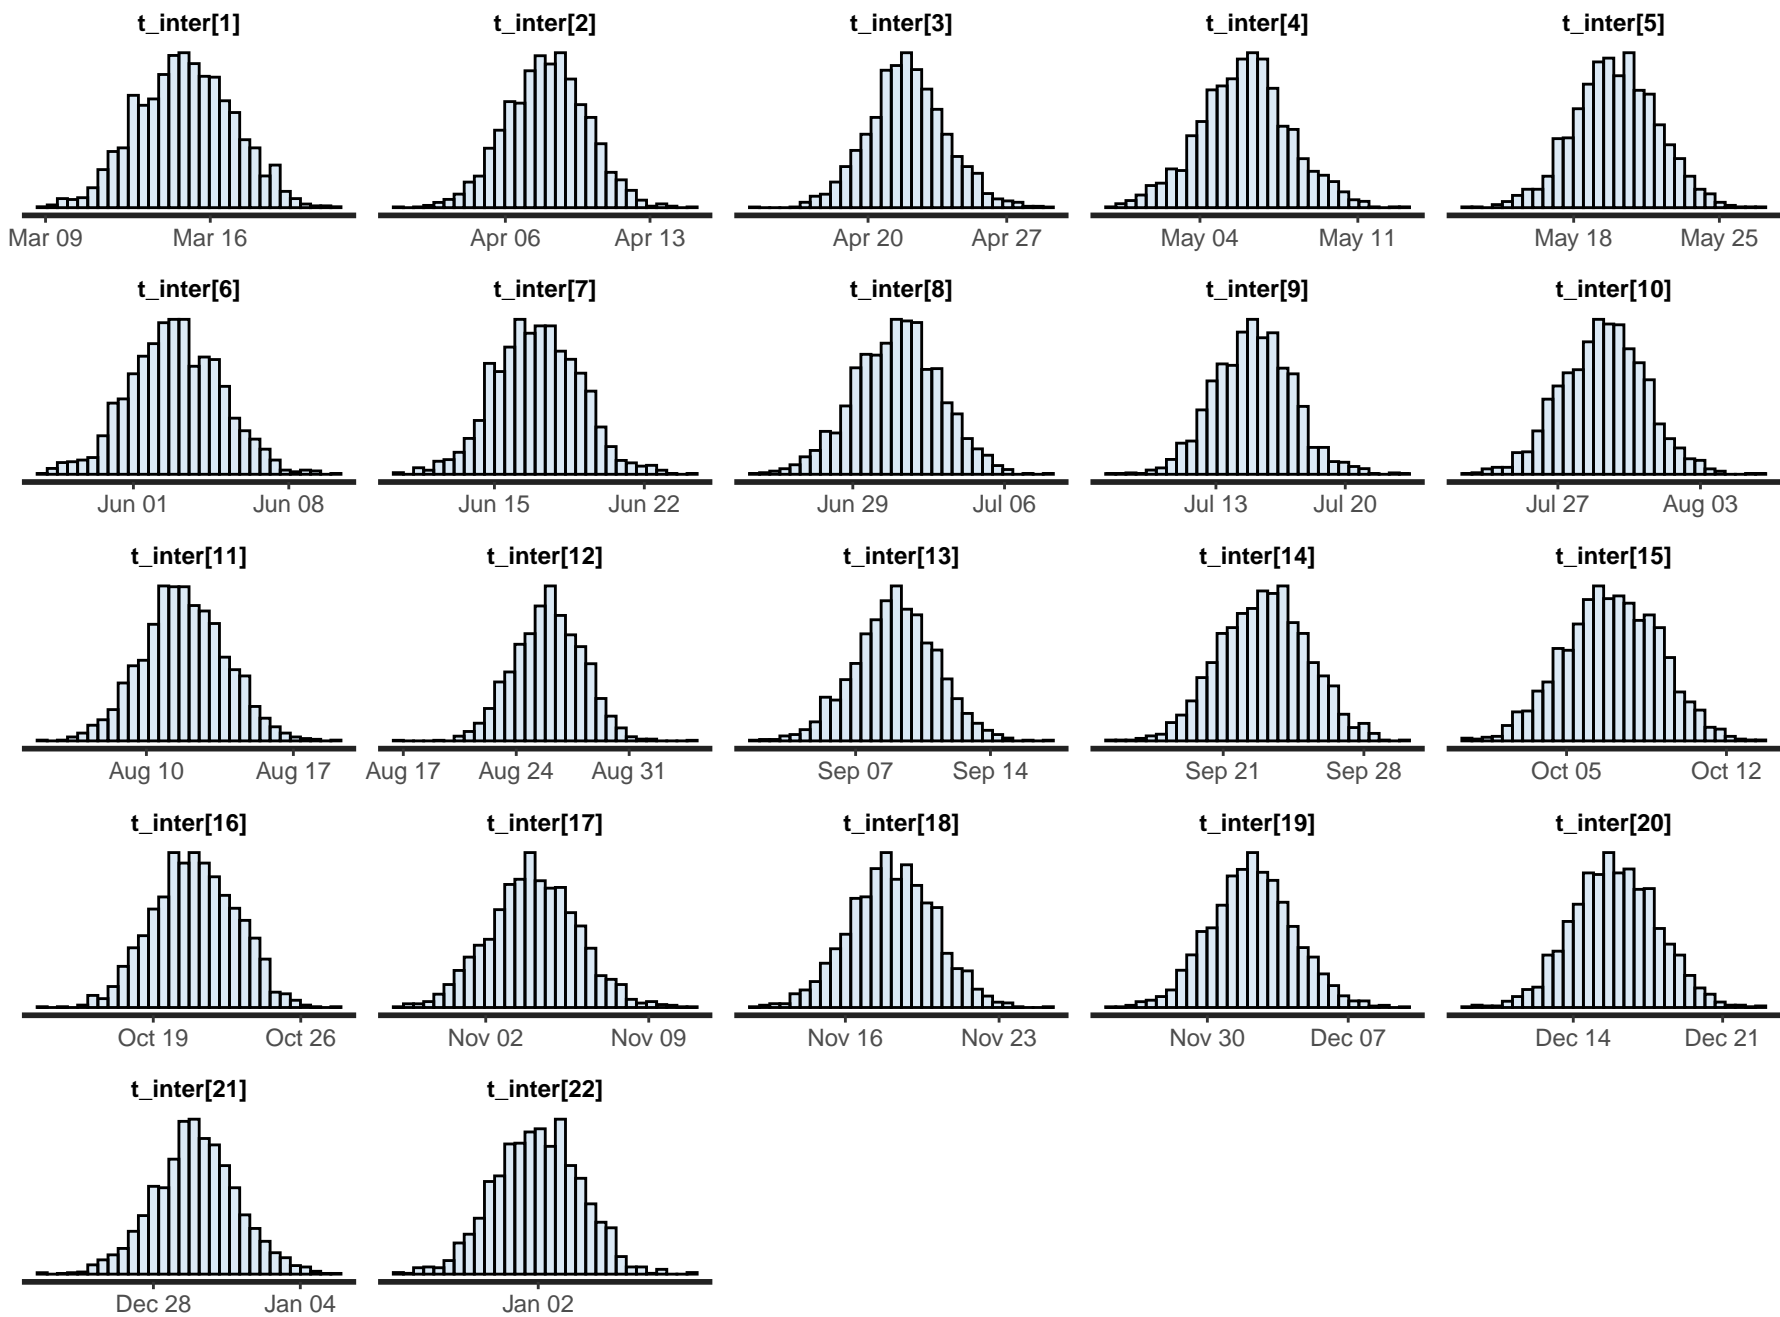 t_inter[1] t_inter[2] t_inter[3] t_inter[4] t_inter[5]
Mar 09 Mar 16 Apr 06 Apr 13 Apr 20 Apr 27 May 04 May 11 May 18 May 25
t_inter[6] t_inter[7] t_inter[8] t_inter[9] t_inter[10]
Jun 01 Jun 08 Jun 15 Jun 22 Jun 29 Jul 06 Jul 13 Jul 20 Jul 27 Aug 03
t_inter[11] t_inter[12] t_inter[13] t_inter[14] t_inter[15]
Aug 10 Aug 17 Aug 17 Aug 24 Aug 31 Sep 07 Sep 14 Sep 21 Sep 28 Oct 05 Oct 12
t_inter[16] t_inter[17] t_inter[18] t_inter[19] t_inter[20]
Oct 19 Oct 26 Nov 02 Nov 09 Nov 16 Nov 23 Nov 30 Dec 07 Dec 14 Dec 21
t_inter[21] t_inter[22]
Dec 28 Jan 04 Jan 02